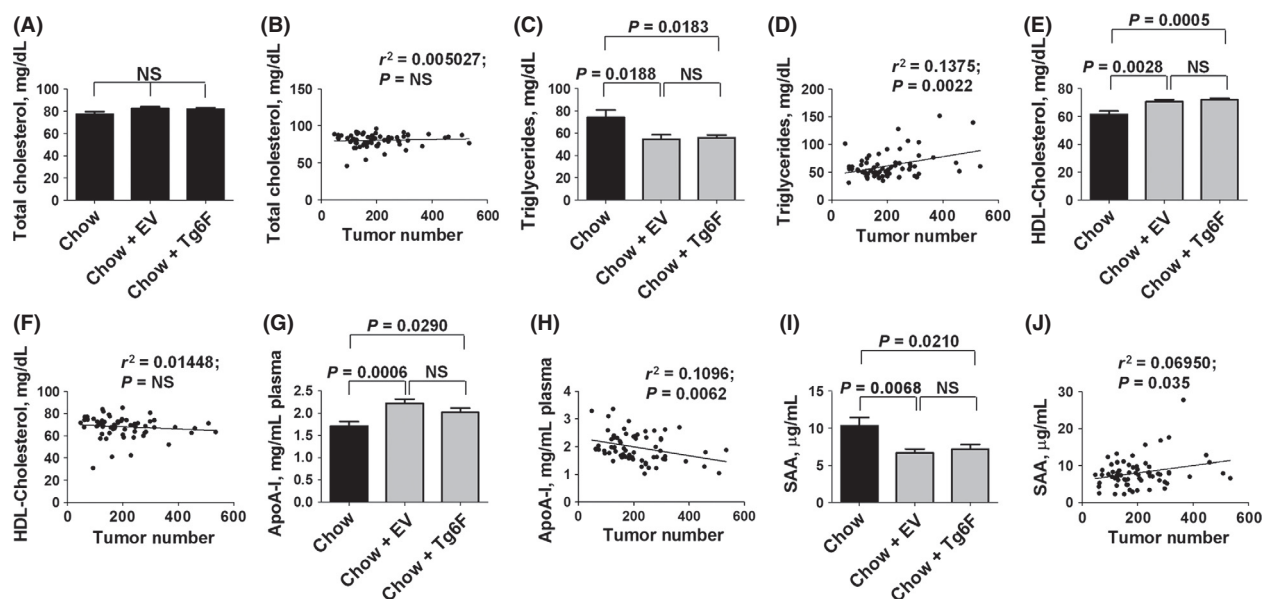 (A)
NS
Total cholesterol, mg/dL
100
80
60
40
20
0
Chow
Chow + EV
Chow + Tg6F
(B)
r² = 0.005027;
P = NS
Total cholesterol, mg/dL
150
100
50
0
0 200 400 600
Tumor number
(C)
P = 0.0183
P = 0.0188 NS
Triglycerides, mg/dL
100
80
60
40
20
0
Chow
Chow + EV
Chow + Tg6F
(D)
r² = 0.1375;
P = 0.0022
Triglycerides, mg/dL
200
150
100
50
0
0 200 400 600
Tumor number
(E)
P = 0.0005
P = 0.0028 NS
HDL-Cholesterol, mg/dL
80
60
40
20
0
Chow
Chow + EV
Chow + Tg6F
(F)
r² = 0.01448;
P = NS
HDL-Cholesterol, mg/dL
100
80
60
40
20
0
0 200 400 600
Tumor number
(G)
P = 0.0290
P = 0.0006 NS
ApoA-I, mg/mL plasma
2.5
2.0
1.5
1.0
0.5
0.0
Chow
Chow + EV
Chow + Tg6F
(H)
r² = 0.1096;
P = 0.0062
ApoA-I, mg/mL plasma
4
3
2
1
0
0 200 400 600
Tumor number
(I)
P = 0.0210
P = 0.0068 NS
SAA, μg/mL
15
10
5
0
Chow
Chow + EV
Chow + Tg6F
(J)
r² = 0.06950;
P = 0.035
SAA, μg/mL
30
20
10
0
0 200 400 600
Tumor number